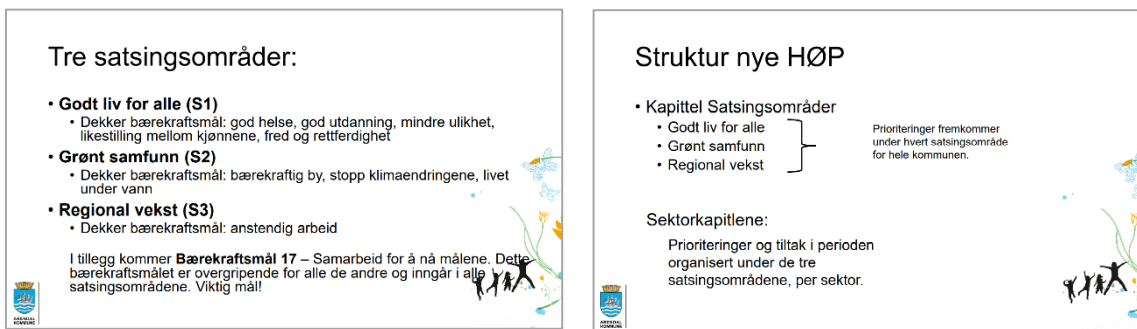 Tre satsingsområder:
• Godt liv for alle (S1)
• Dekker bærekraftsmål: god helse, god utdanning, mindre ulikhet,
likestilling mellom kjønnene, fred og rettferdighet
• Grønt samfunn (S2)
• Dekker bærekraftsmål: bærekraftig by, stopp klimaendringene, livet
under vann
• Regional vekst (S3)
• Dekker bærekraftsmål: anstendig arbeid
I tillegg kommer Bærekraftsmål 17 – Samarbeid for å nå målene. Dette
bærekraftsmålet er overgripende for alle de andre og inngår i alle
satsingsområdene. Viktig mål!
ARENDAL
KOMMUNE
Struktur nye HØP
• Kapittel Satsingsområder
• Godt liv for alle
• Grønt samfunn
• Regional vekst
Prioriteringer fremkommer
under hvert satsingsområde
for hele kommunen.
Sektorkapitlene:
Prioriteringer og tiltak i perioden
organisert under de tre
satsingsområdene, per sektor.
ARENDAL
KOMMUNE